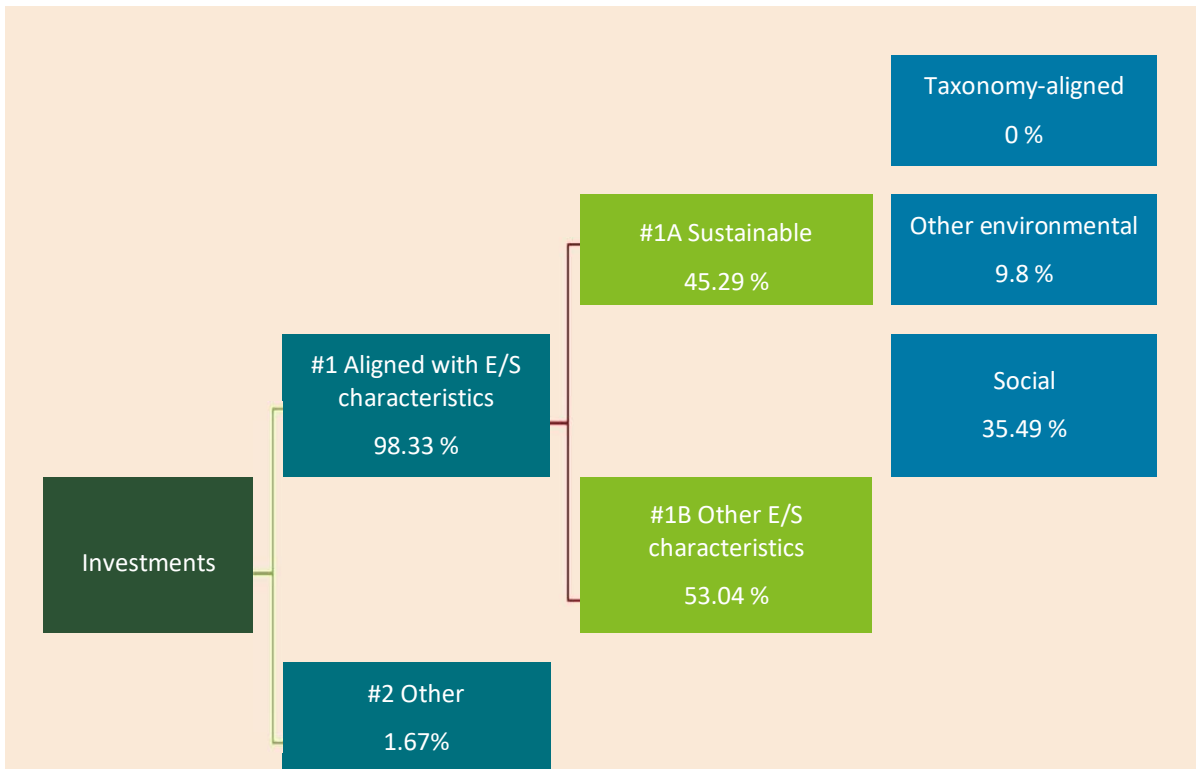 Taxonomy-aligned
0 %
#1A Sustainable
45.29 %
Other environmental
9.8 %
#1 Aligned with E/S
characteristics
98.33 %
Social
35.49 %
Investments
#1B Other E/S
characteristics
53.04 %
#2 Other
1.67%